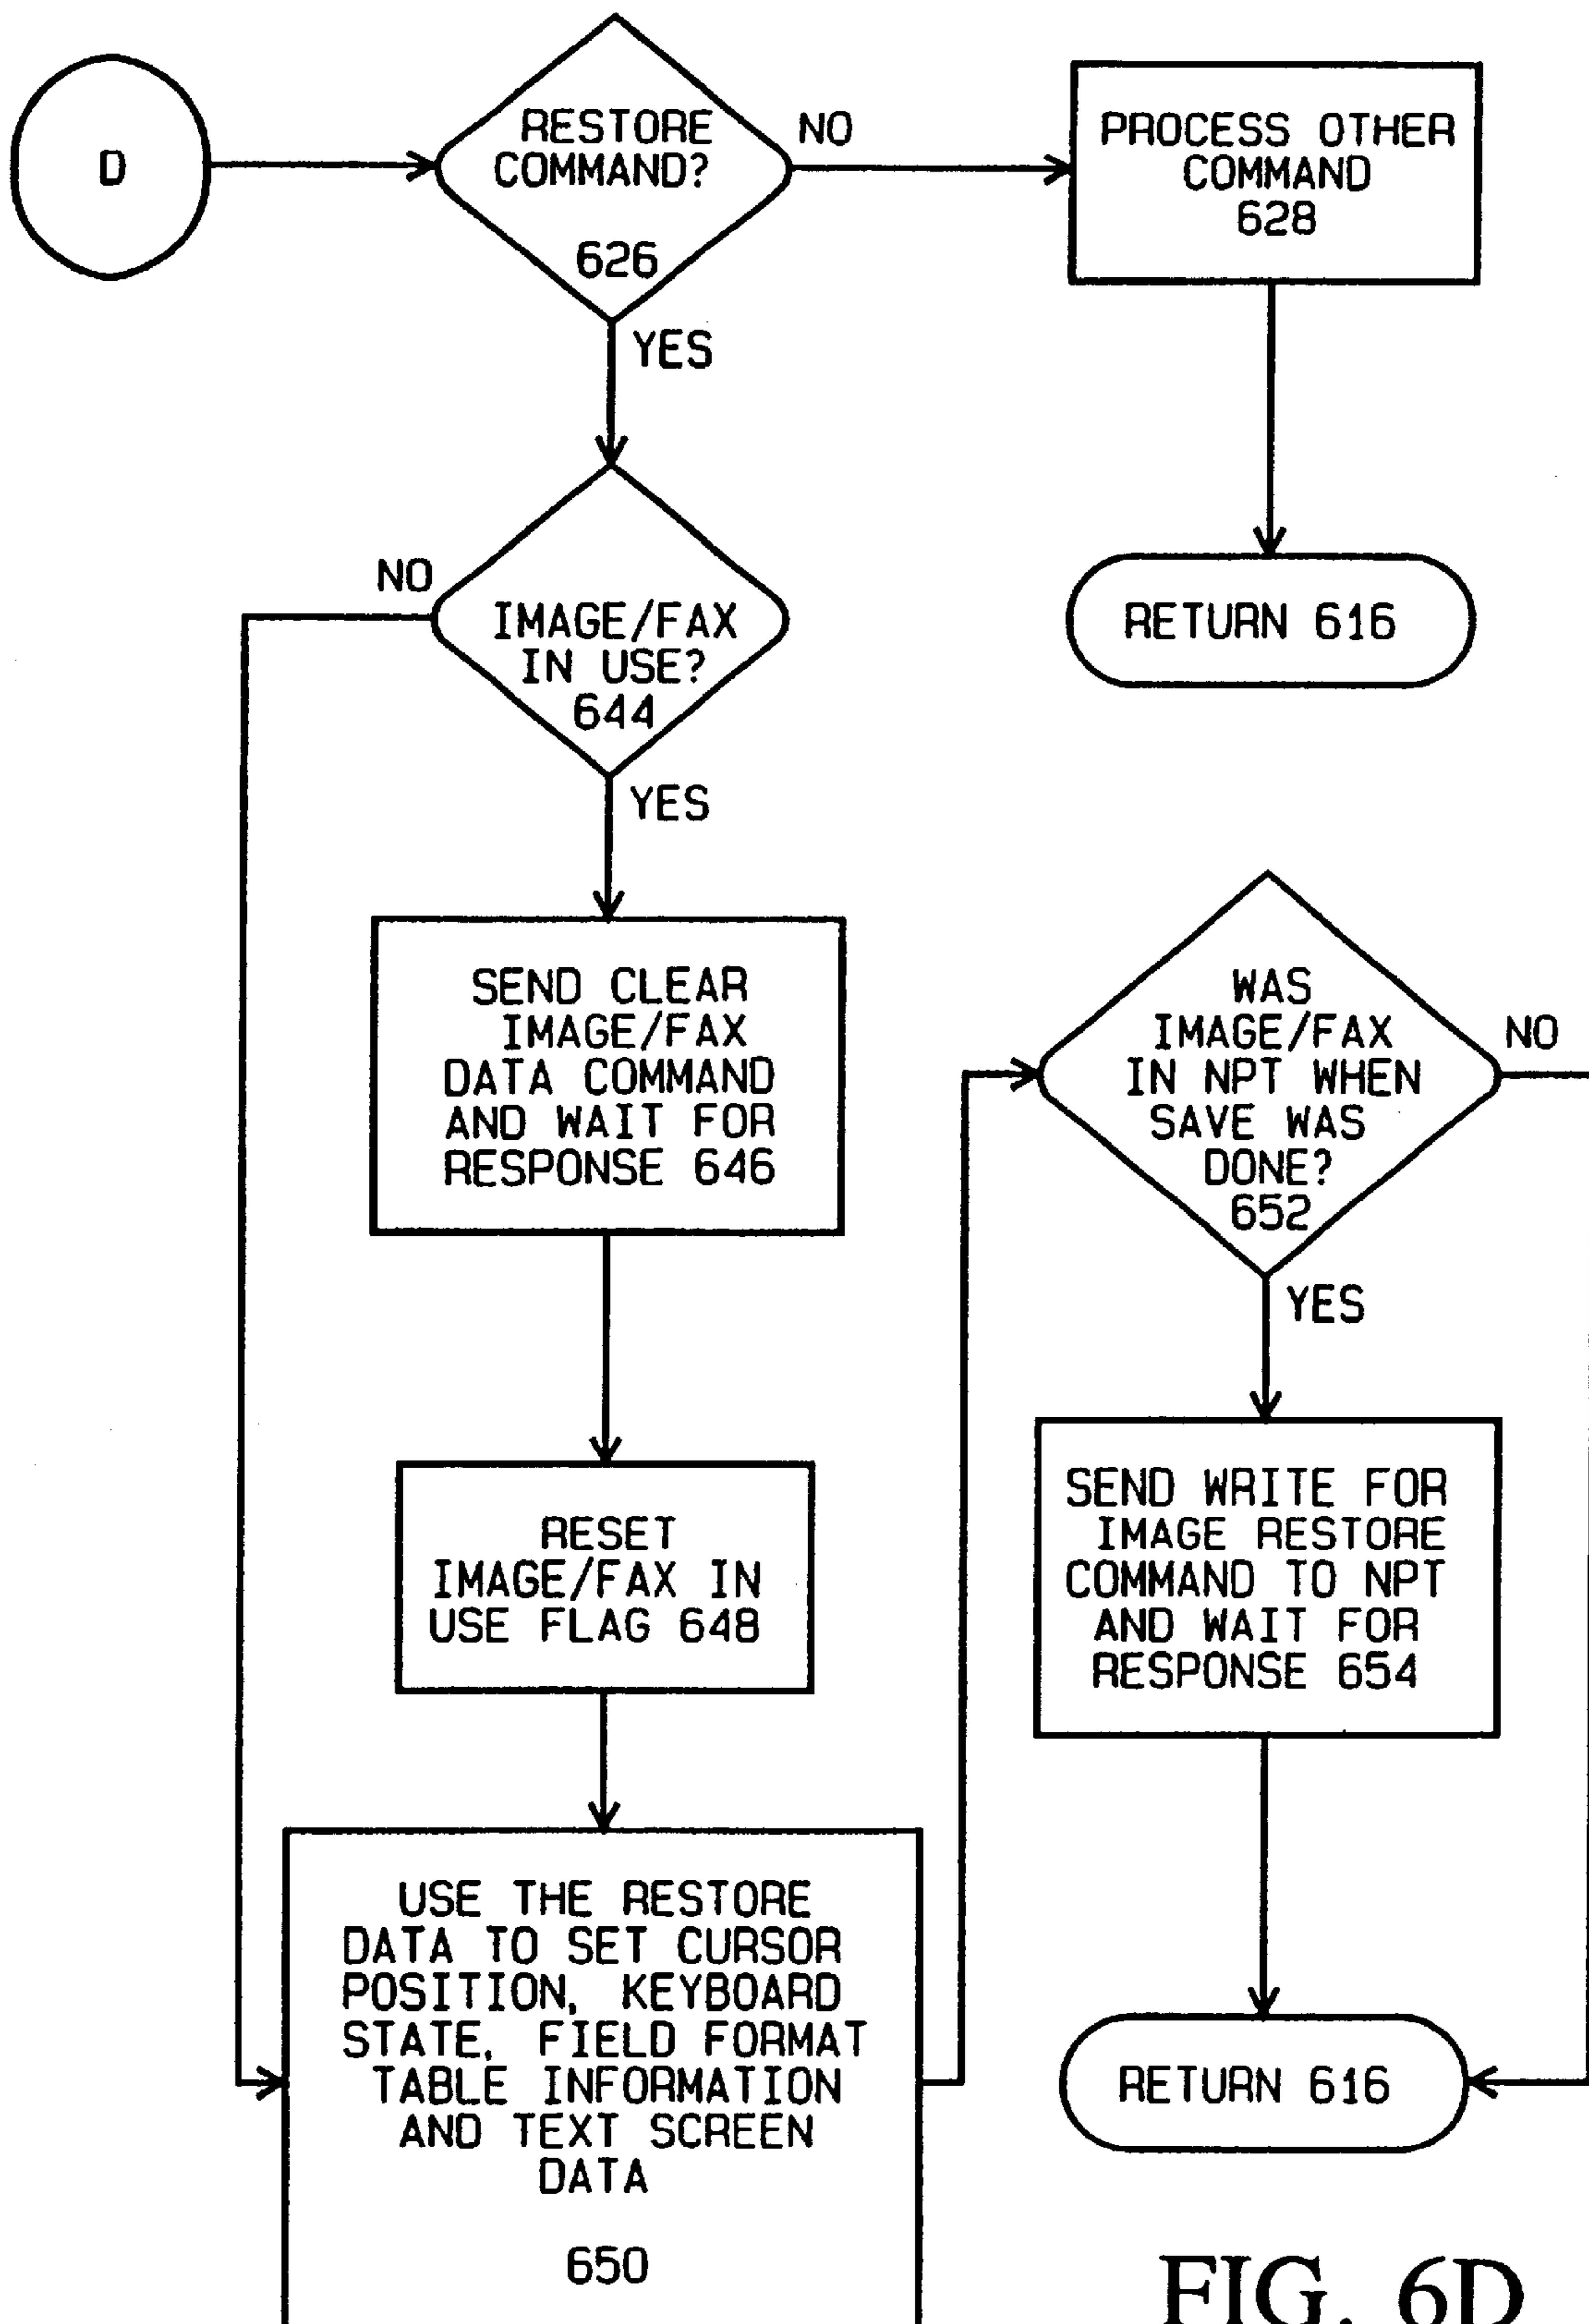 D
RESTORE
COMMAND?
626
NO
YES
PROCESS OTHER
COMMAND
628
RETURN 616
NO
IMAGE/FAX
IN USE?
644
YES
SEND CLEAR
IMAGE/FAX
DATA COMMAND
AND WAIT FOR
RESPONSE 646
RESET
IMAGE/FAX IN
USE FLAG 648
USE THE RESTORE
DATA TO SET CURSOR
POSITION, KEYBOARD
STATE, FIELD FORMAT
TABLE INFORMATION
AND TEXT SCREEN
DATA
650
WAS
IMAGE/FAX
IN NPT WHEN
SAVE WAS
DONE?
652
NO
YES
SEND WRITE FOR
IMAGE RESTORE
COMMAND TO NPT
AND WAIT FOR
RESPONSE 654
RETURN 616
FIG. 6D